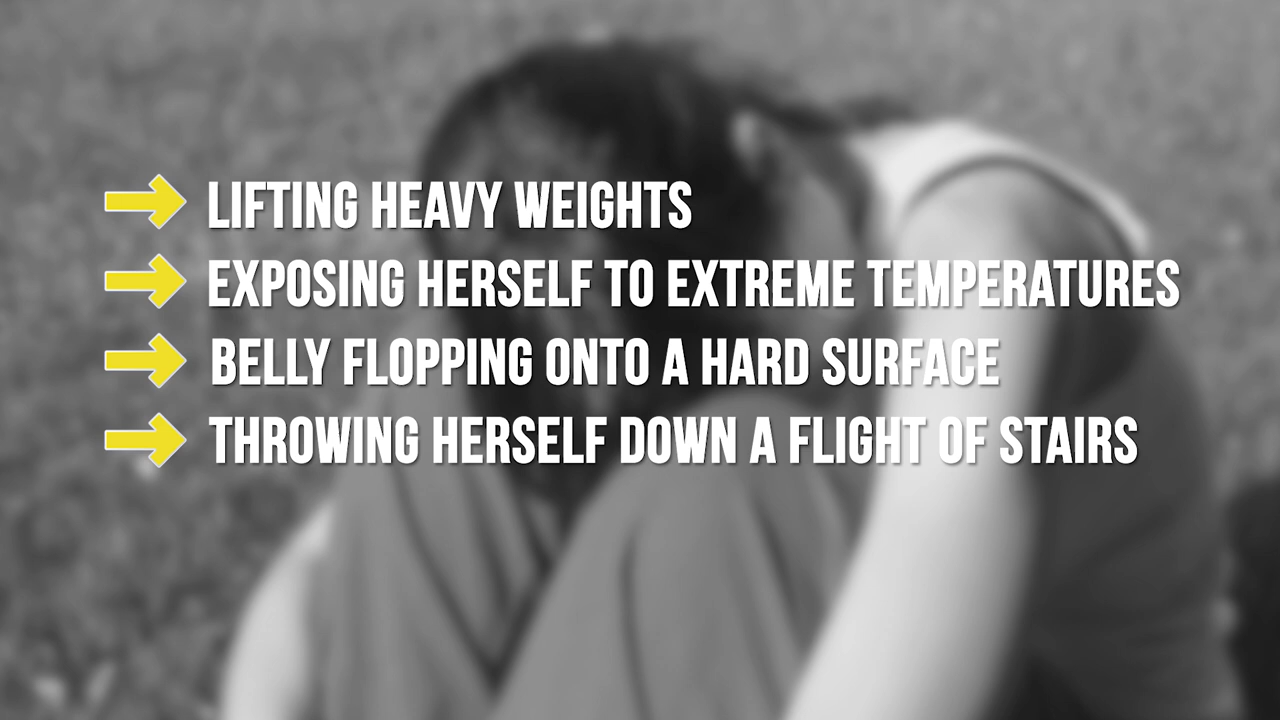 LIFTING HEAVY WEIGHTS
EXPOSING HERSELF TO EXTREME TEMPERATURES
BELLY FLOPPING ONTO A HARD SURFACE
THROWING HERSELF DOWN A FLIGHT OF STAIRS